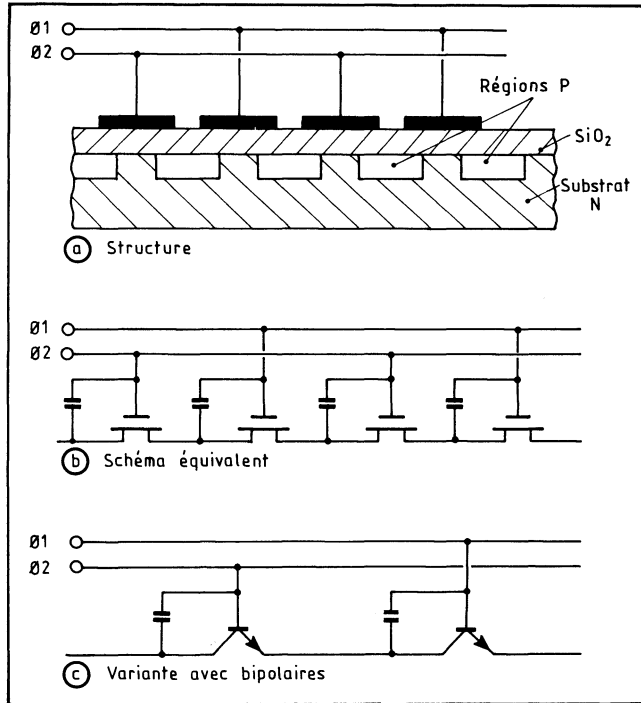 Ø1
Ø2
Régions P
SiO₂
Substrat
N
a Structure
Ø1
Ø2
b Schéma équivalent
Ø1
Ø2
c Variante avec bipolaires